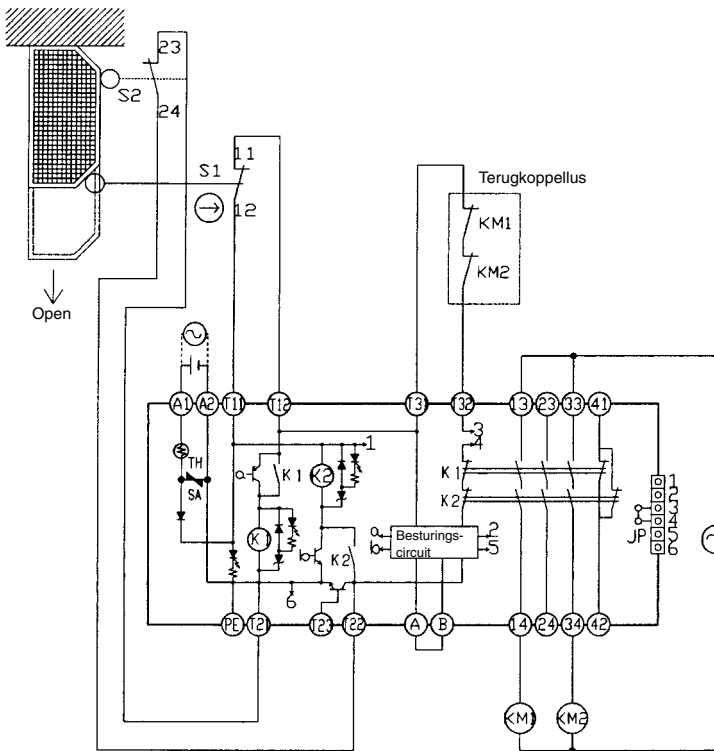 23
S2
24
11
S1
12
Terugkoppellus
KM1
KM2
Open
A1
A2
T11
T12
T31
T32
13
23
33
41
1
3
4
TH
SA
K1
K2
K1
K2
1
2
3
4
5
6
JP
a
b
Besturings-
circuit
2
5
K1
a
b
K2
6
PE
T21
T23
T22
A
B
14
24
34
42
KM1
KM2